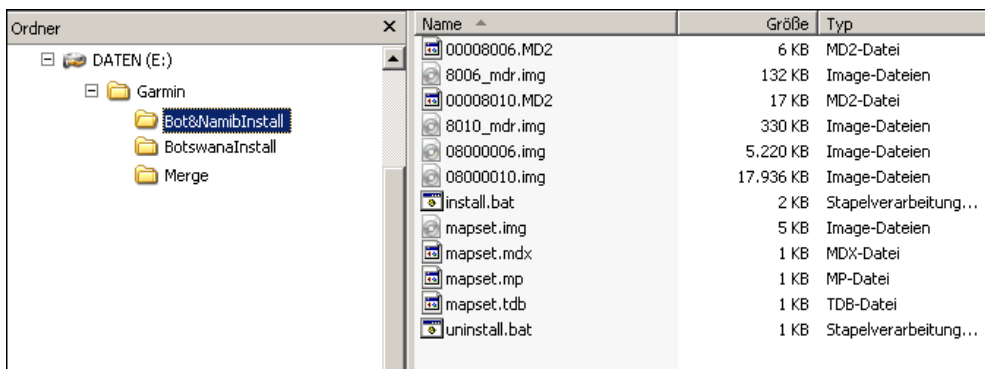 Ordner
DATEN (E:)
Garmin
Bot&NamibInstall
BotswanaInstall
Merge
Name Größe Typ
00008006.MD2 6 KB MD2-Datei
8006_mdr.img 132 KB Image-Dateien
00008010.MD2 17 KB MD2-Datei
8010_mdr.img 330 KB Image-Dateien
08000006.img 5.220 KB Image-Dateien
08000010.img 17.936 KB Image-Dateien
install.bat 2 KB Stapelverarbeitung...
mapset.img 5 KB Image-Dateien
mapset.mdx 1 KB MDX-Datei
mapset.mp 1 KB MP-Datei
mapset.tdb 1 KB TDB-Datei
uninstall.bat 1 KB Stapelverarbeitung...